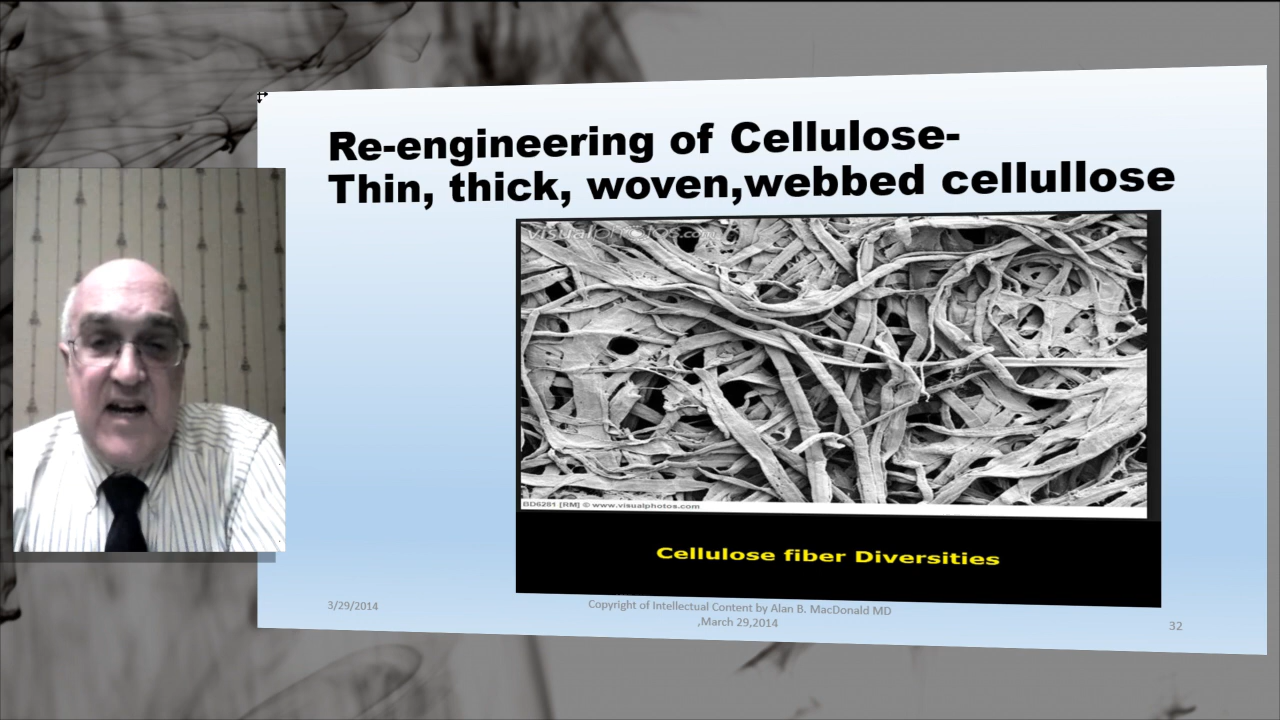 Re-engineering of Cellulose-
Thin, thick, woven,webbed cellullose
visualphotos.com
BD6281 [RM] © www.visualphotos.com
Cellulose fiber Diversities
3/29/2014
Copyright of Intellectual Content by Alan B. MacDonald MD
,March 29,2014
32